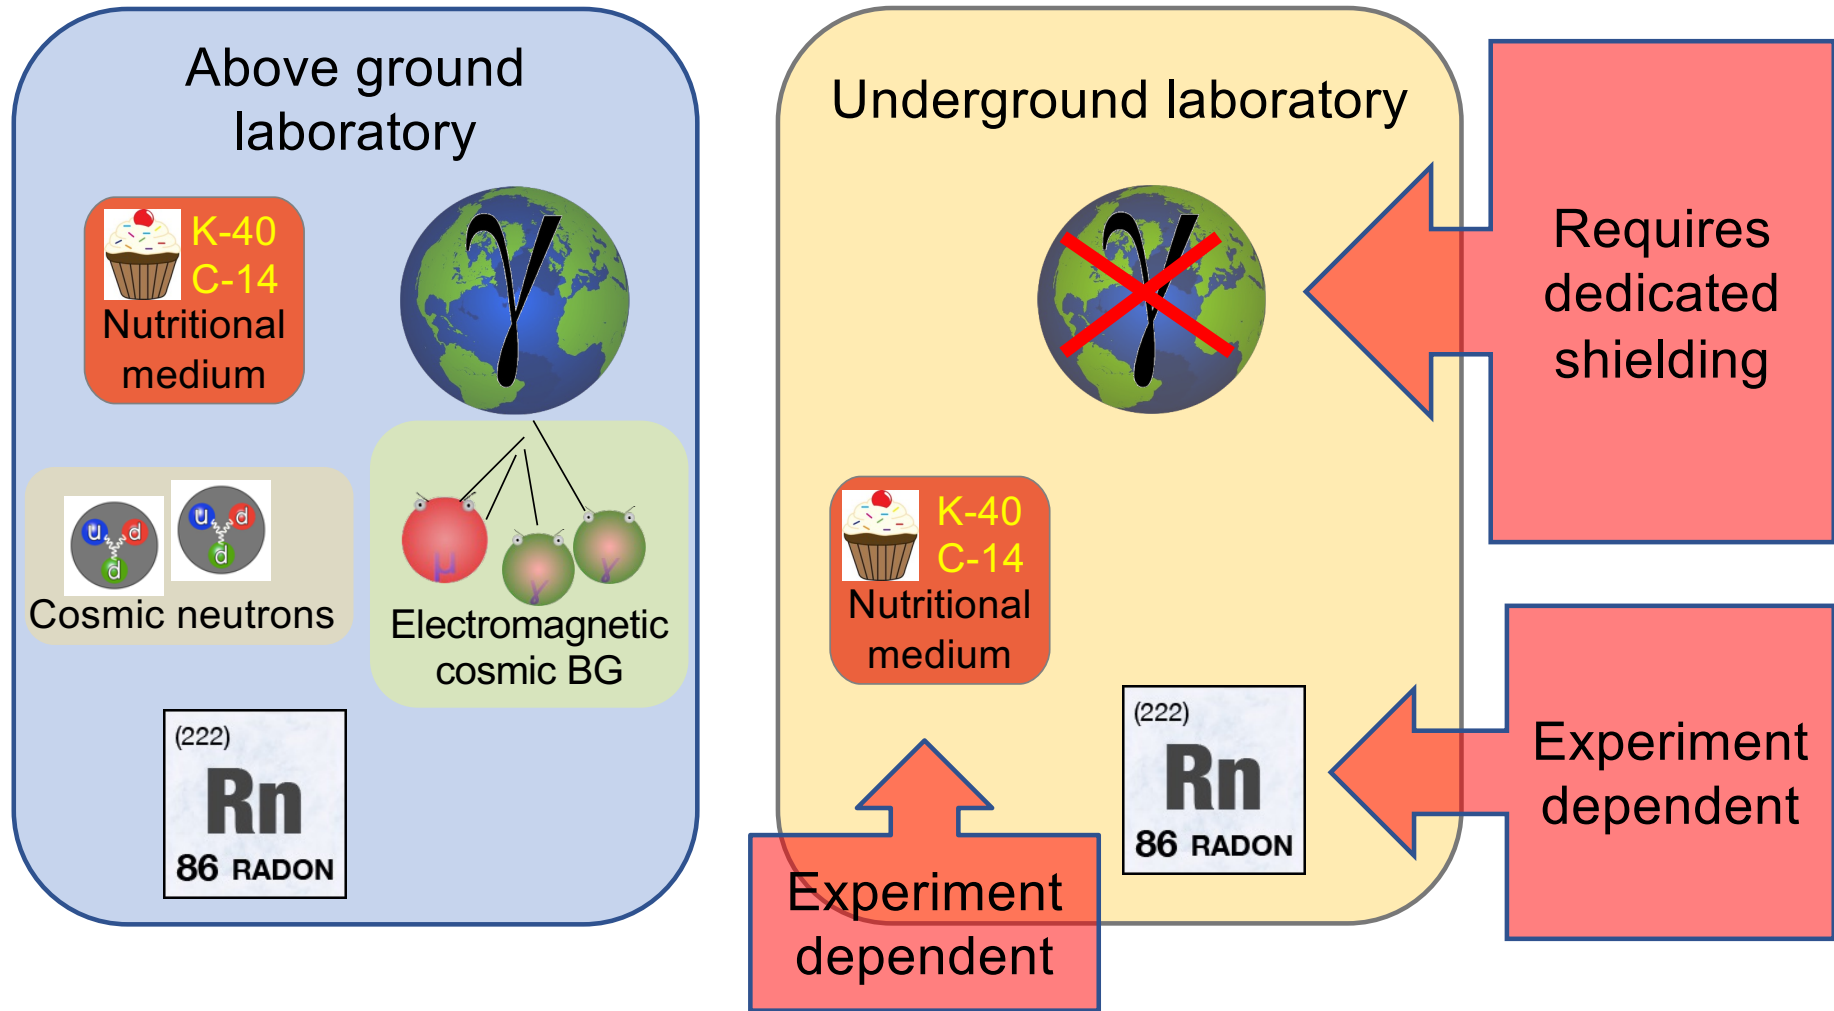 Above ground
laboratory
K-40
C-14
Nutritional
medium
γ
u d
d
u d
d
Cosmic neutrons
μ
γ
γ
Electromagnetic
cosmic BG
(222)
Rn
86 RADON
Underground laboratory
γ
K-40
C-14
Nutritional
medium
(222)
Rn
86 RADON
Requires
dedicated
shielding
Experiment
dependent
Experiment
dependent